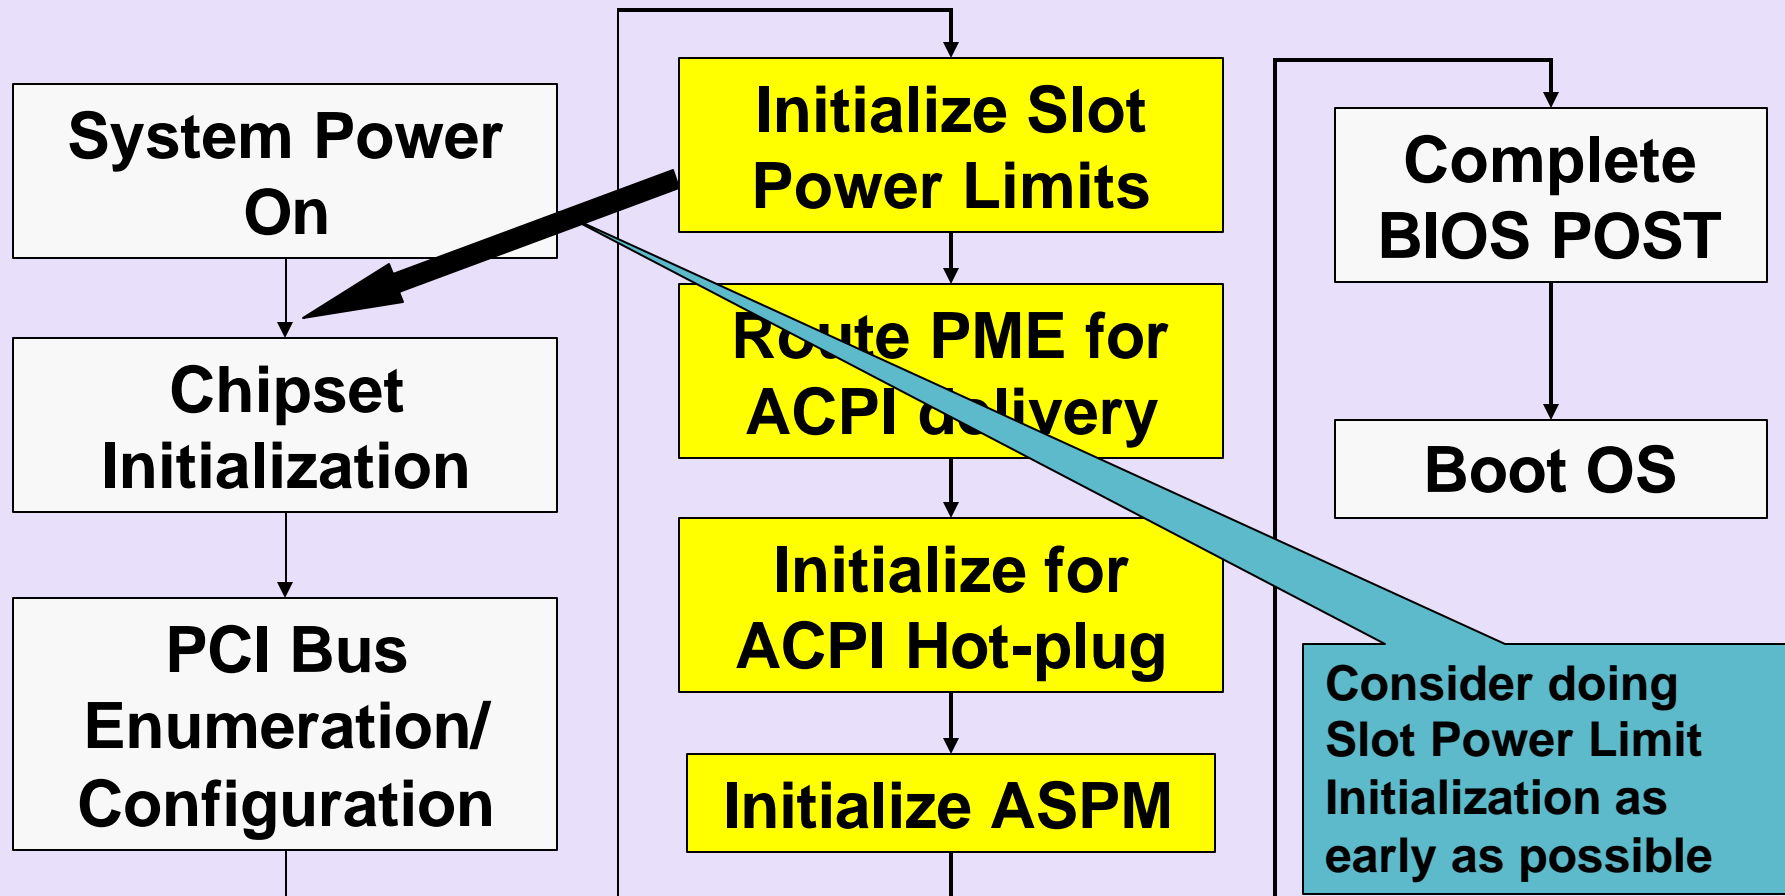 System Power
On
Chipset
Initialization
PCI Bus
Enumeration/
Configuration
Initialize Slot
Power Limits
Route PME for
ACPI delivery
Initialize for
ACPI Hot-plug
Initialize ASPM
Complete
BIOS POST
Boot OS
Consider doing
Slot Power Limit
Initialization as
early as possible